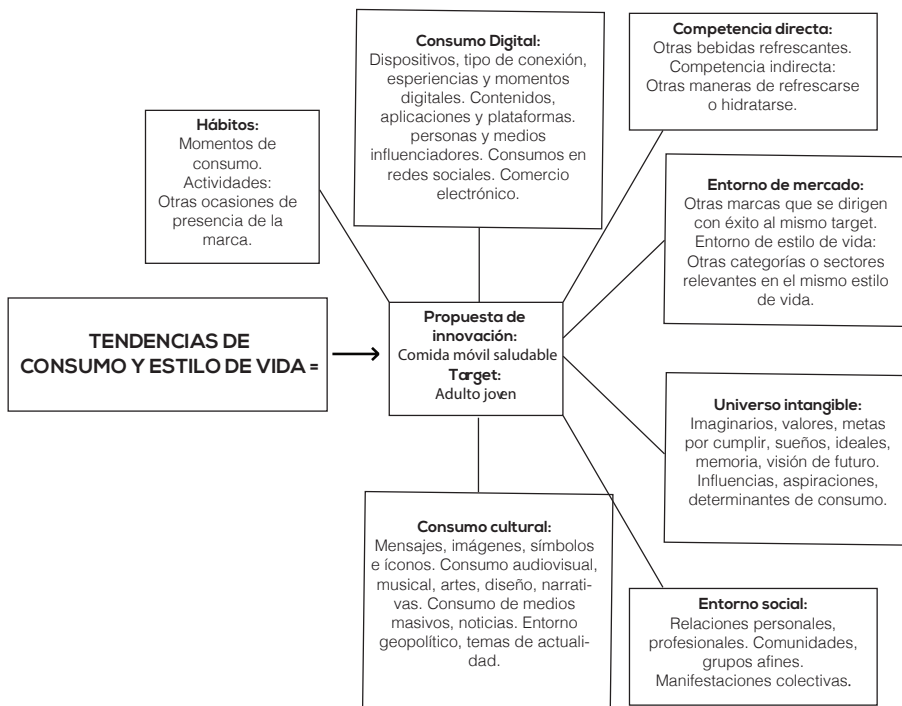 Consumo Digital:
Dispositivos, tipo de conexión,
esperiencias y momentos
digitales. Contenidos,
aplicaciones y plataformas.
personas y medios
influenciadores. Consumos en
redes sociales. Comercio
electrónico.
Competencia directa:
Otras bebidas refrescantes.
Competencia indirecta:
Otras maneras de refrescarse
o hidratarse.
Hábitos:
Momentos de
consumo.
Actividades:
Otras ocasiones de
presencia de la
marca.
Entorno de mercado:
Otras marcas que se dirigen
con éxito al mismo target.
Entorno de estilo de vida:
Otras categorías o sectores
relevantes en el mismo estilo
de vida.
TENDENCIAS DE
CONSUMO Y ESTILO DE VIDA =
Propuesta de
innovación:
Comida móvil saludable
Target:
Adulto joven
Universo intangible:
Imaginarios, valores, metas
por cumplir, sueños, ideales,
memoria, visión de futuro.
Influencias, aspiraciones,
determinantes de consumo.
Consumo cultural:
Mensajes, imágenes, símbolos
e íconos. Consumo audiovisual,
musical, artes, diseño, narrati-
vas. Consumo de medios
masivos, noticias. Entorno
geopolítico, temas de actuali-
dad.
Entorno social:
Relaciones personales,
profesionales. Comunidades,
grupos afines.
Manifestaciones colectivas.